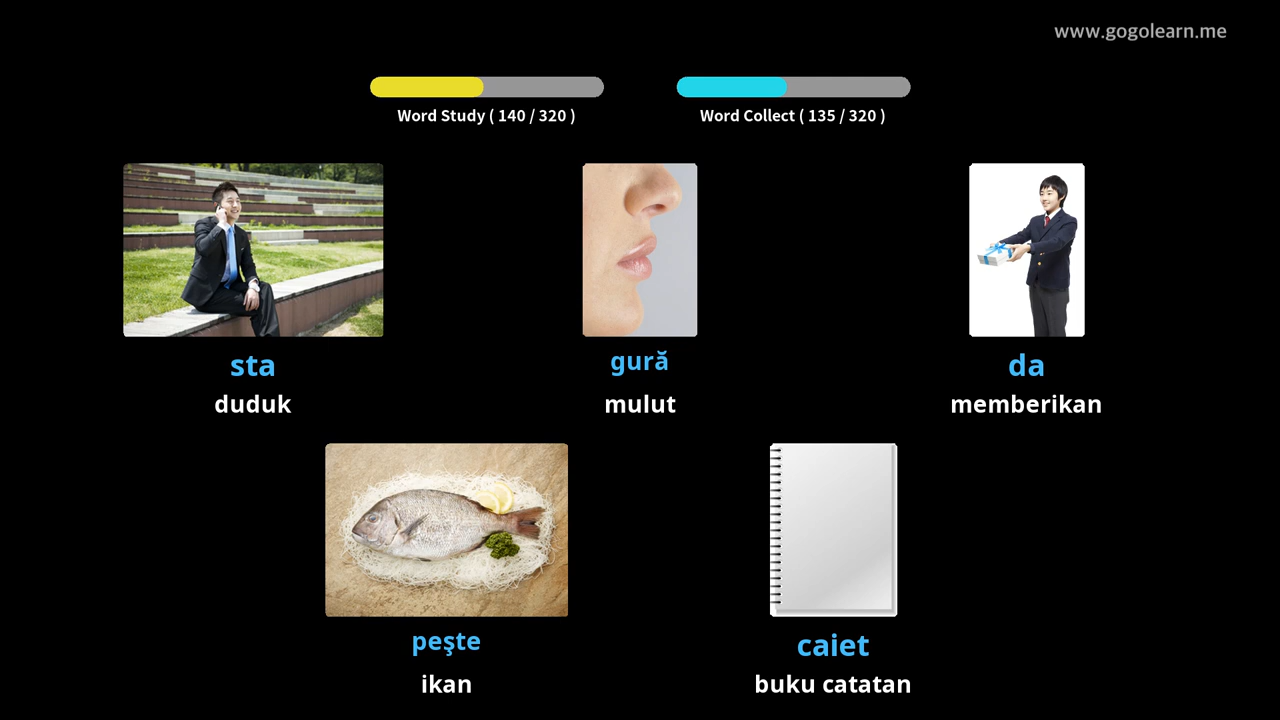 www.gogolearn.me
Word Study ( 140 / 320 )
Word Collect ( 135 / 320 )
sta
duduk
gură
mulut
da
memberikan
peşte
ikan
caiet
buku catatan